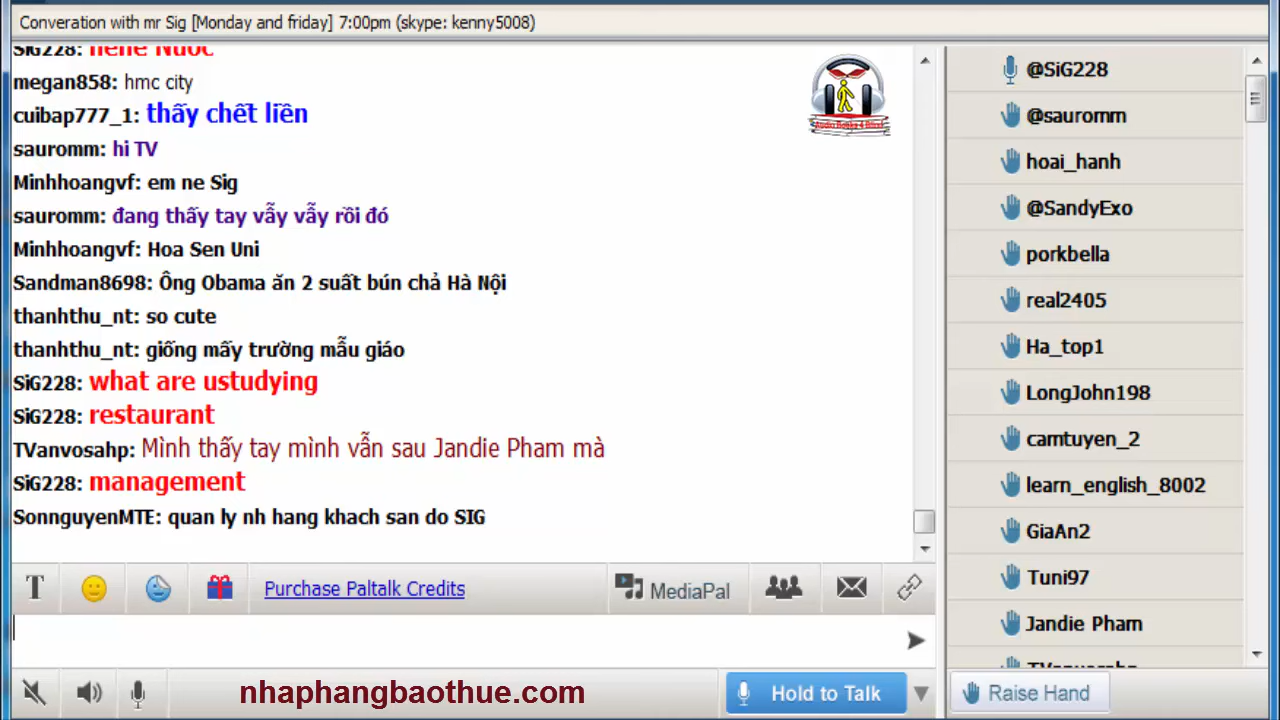 Converation with mr Sig [Monday and friday] 7:00pm (skype: kenny5008)
SiG228: hehe Nuoc
megan858: hmc city
cuibap777_1: thấy chết liền
sauromm: hi TV
Minhhoangvf: em ne Sig
sauromm: đang thấy tay vẫy vẫy rồi đó
Minhhoangvf: Hoa Sen Uni
Sandman8698: Ông Obama ăn 2 suất bún chả Hà Nội
thanhthu_nt: so cute
thanhthu_nt: giống mấy trường mẫu giáo
SiG228: what are ustudying
SiG228: restaurant
TVanvosahp: Mình thấy tay mình vẫn sau Jandie Pham mà
SiG228: management
SonnguyenMTE: quan ly nh hang khach san do SIG
T
Purchase Paltalk Credits
MediaPal
nhaphangbaothue.com
Hold to Talk
@SiG228
@sauromm
hoai_hanh
@SandyExo
porkbella
real2405
Ha_top1
LongJohn198
camtuyen_2
learn_english_8002
GiaAn2
Tuni97
Jandie Pham
TVanvosahp
Raise Hand